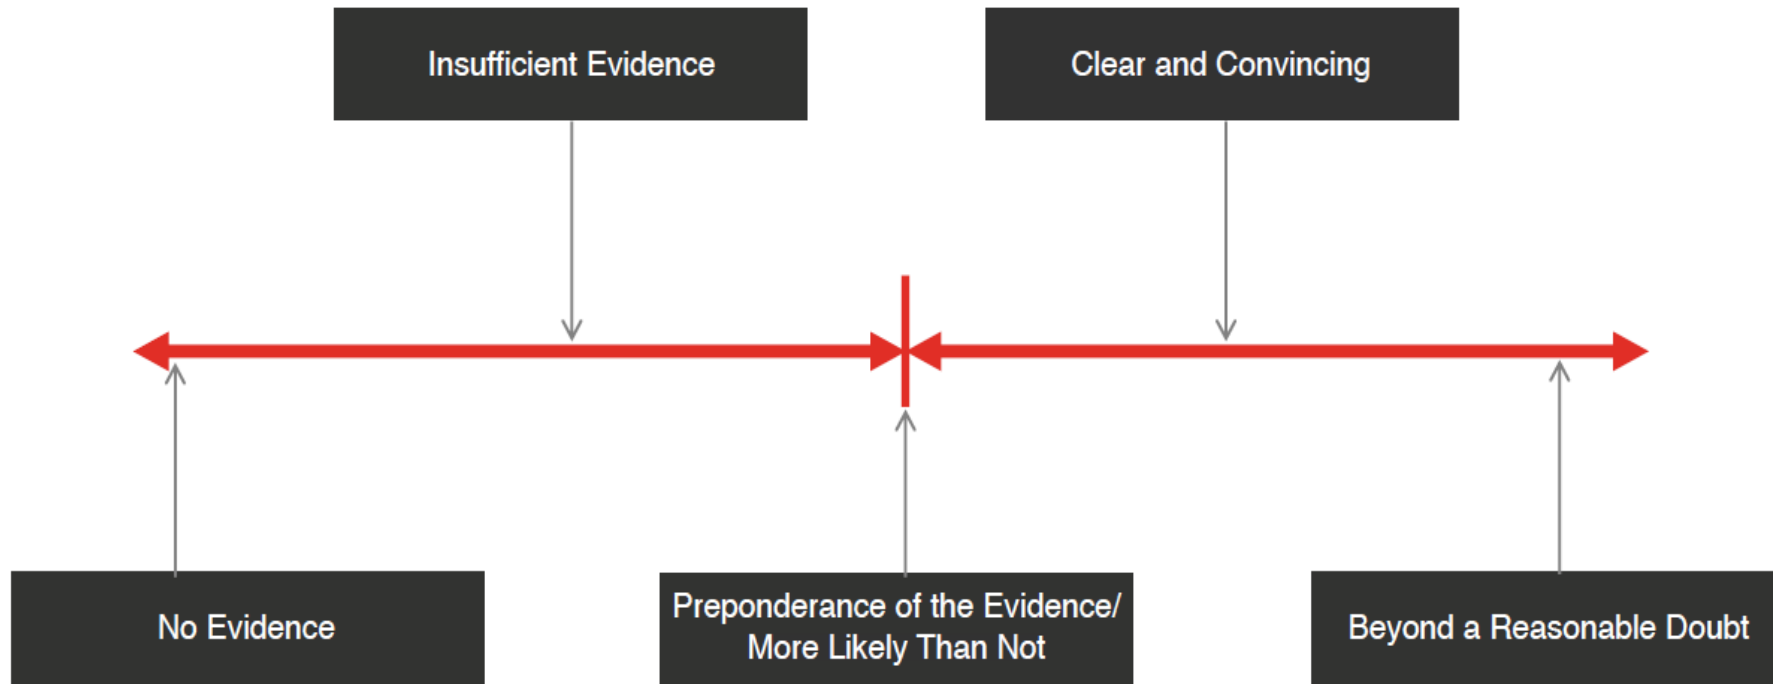 Insufficient Evidence
Clear and Convincing
No Evidence
Preponderance of the Evidence/
More Likely Than Not
Beyond a Reasonable Doubt